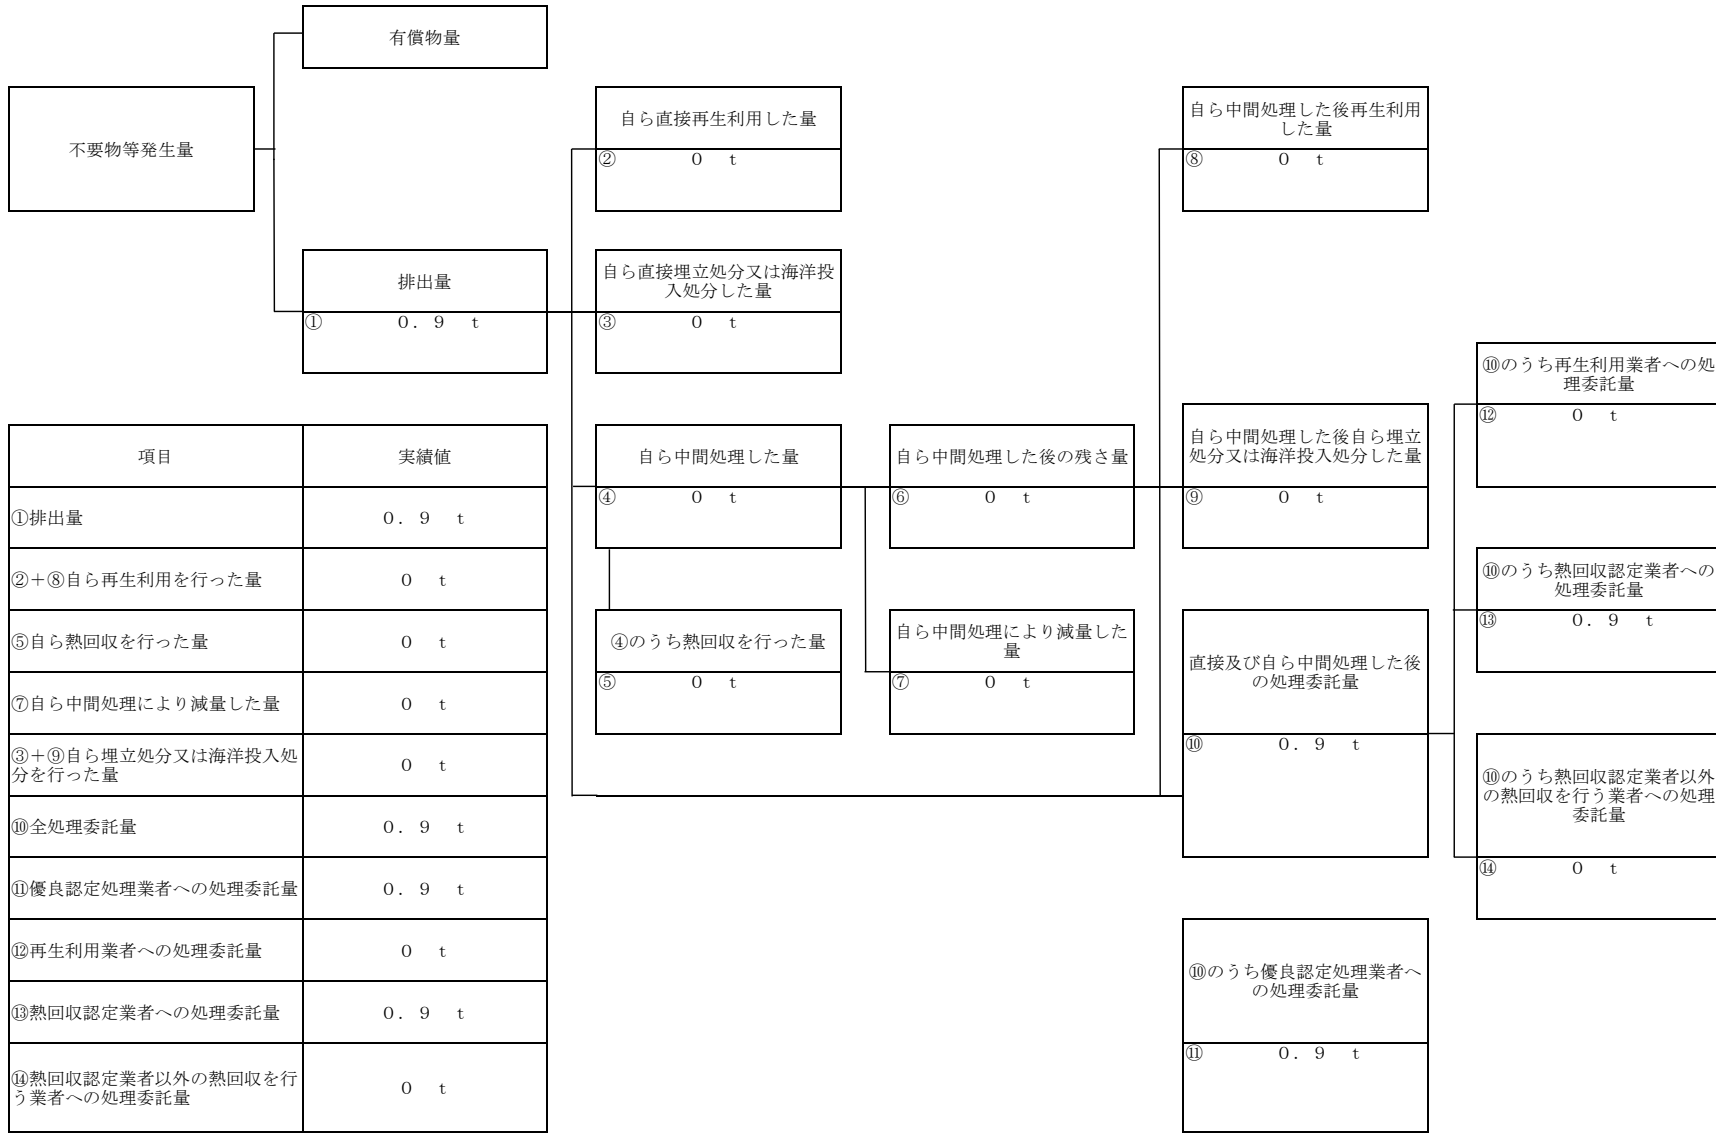 有償物量
不要物等発生量
自ら直接再生利用した量
② ０ ｔ
自ら中間処理した後再生利用
した量
⑧ ０ ｔ
排出量
① ０．９ ｔ
自ら直接埋立処分又は海洋投
入処分した量
③ ０ ｔ
⑩のうち再生利用業者への処
理委託量
⑫ ０ ｔ
自ら中間処理した量
④ ０ ｔ
自ら中間処理した後の残さ量
⑥ ０ ｔ
自ら中間処理した後自ら埋立
処分又は海洋投入処分した量
⑨ ０ ｔ
⑩のうち熱回収認定業者への
処理委託量
⑬ ０．９ ｔ
④のうち熱回収を行った量
⑤ ０ ｔ
自ら中間処理により減量した
量
⑦ ０ ｔ
直接及び自ら中間処理した後
の処理委託量
⑩ ０．９ ｔ
⑩のうち熱回収認定業者以外
の熱回収を行う業者への処理
委託量
⑭ ０ ｔ
⑩のうち優良認定処理業者へ
の処理委託量
⑪ ０．９ ｔ
項目 実績値
①排出量 ０．９ ｔ
②＋⑧自ら再生利用を行った量 ０ ｔ
⑤自ら熱回収を行った量 ０ ｔ
⑦自ら中間処理により減量した量 ０ ｔ
③＋⑨自ら埋立処分又は海洋投入処
分を行った量 ０ ｔ
⑩全処理委託量 ０．９ ｔ
⑪優良認定処理業者への処理委託量 ０．９ ｔ
⑫再生利用業者への処理委託量 ０ ｔ
⑬熱回収認定業者への処理委託量 ０．９ ｔ
⑭熱回収認定業者以外の熱回収を行
う業者への処理委託量 ０ ｔ